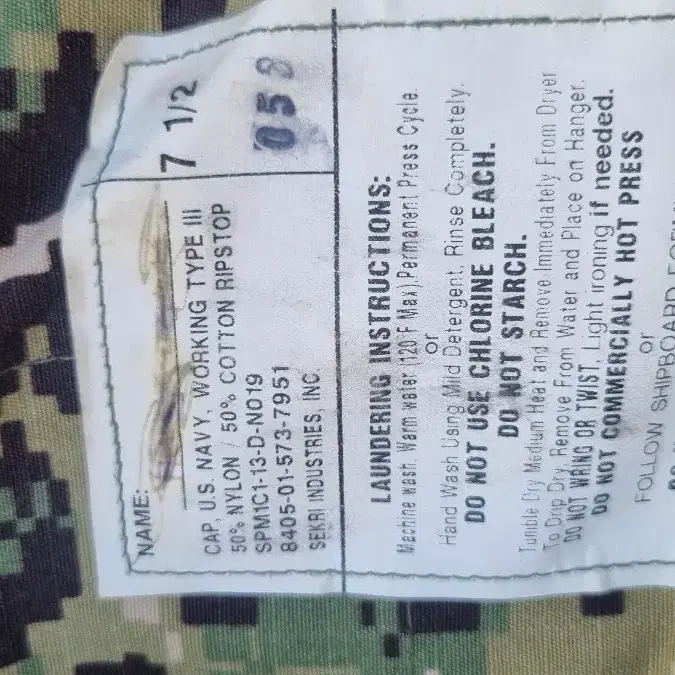 NAME:
7 1/2
058
CAP, U.S. NAVY, WORKING TYPE III
50% NYLON / 50% COTTON RIPSTOP
SPM1C1-13-D-N019
8405-01-573-7951
SEKRI INDUSTRIES, INC.
LAUNDERING INSTRUCTIONS:
Machine wash. Warm water (120°F Max),Permanent Press Cycle.
or
Hand Wash Using Mild Detergent, Rinse Completely.
DO NOT USE CHLORINE BLEACH.
DO NOT STARCH.
Tumble Dry Medium Heat and Remove Immediately From Dryer
To Drip Dry, Remove From Water and Place on Hanger.
DO NOT WRING OR TWIST. Light ironing if needed.
DO NOT COMMERCIALLY HOT PRESS
or
FOLLOW SHIPBOARD